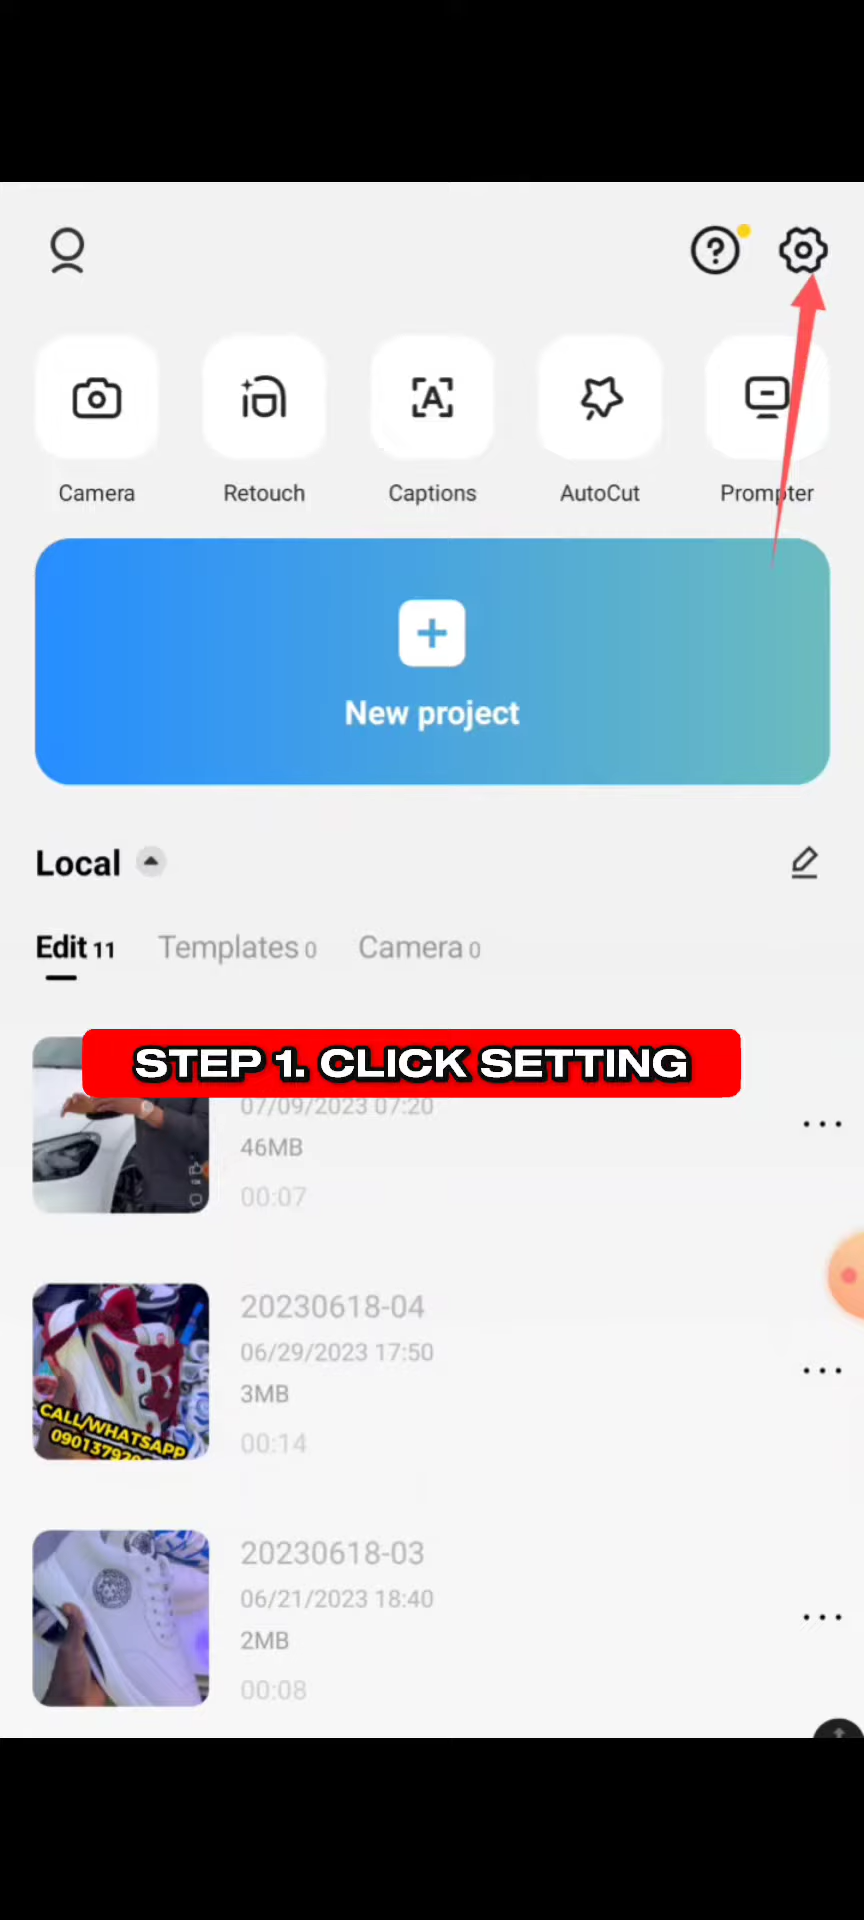 Camera
Retouch
Captions
AutoCut
Prompter
New project
Local
Edit 11
Templates 0
Camera 0
STEP 1. CLICK SETTING
07/09/2023 07:20
46MB
00:07
20230618-04
06/29/2023 17:50
3MB
00:14
CALL/WHATSAPP
20230618-03
06/21/2023 18:40
2MB
00:08